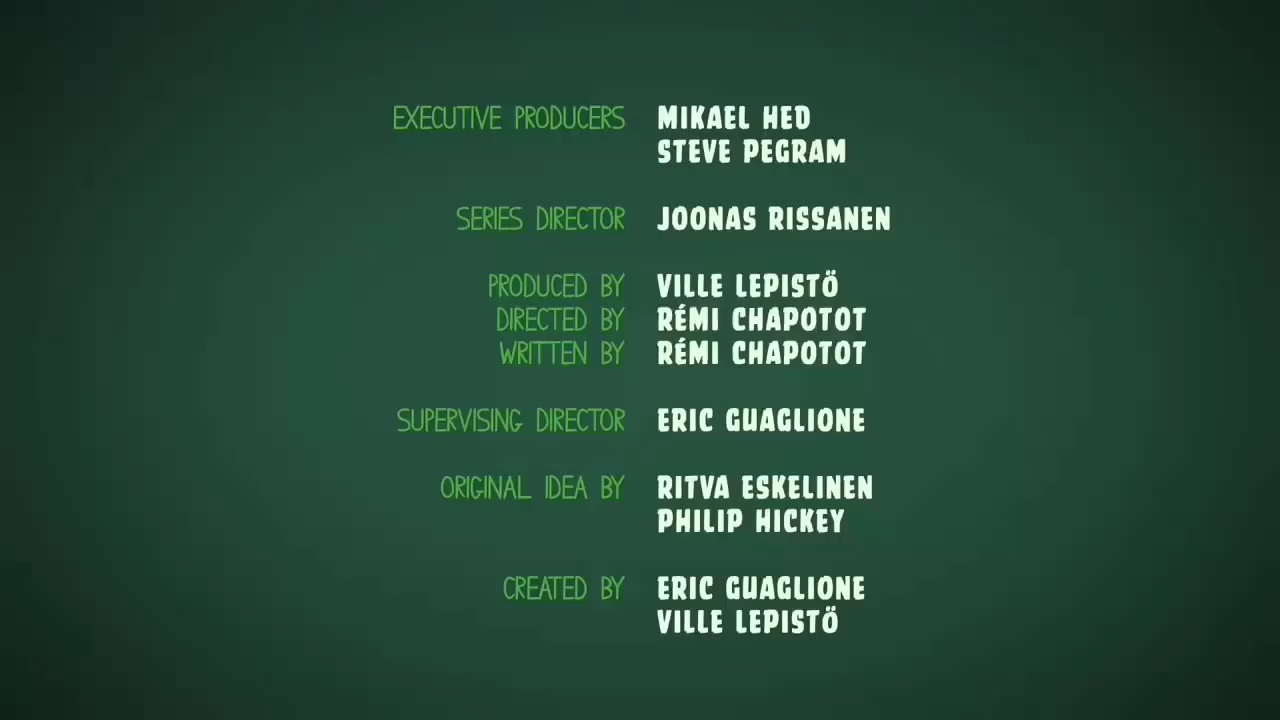 EXECUTIVE PRODUCERS MIKAEL HED
STEVE PEGRAM
SERIES DIRECTOR JOONAS RISSANEN
PRODUCED BY VILLE LEPISTÖ
DIRECTED BY RÉMI CHAPOTOT
WRITTEN BY RÉMI CHAPOTOT
SUPERVISING DIRECTOR ERIC GUAGLIONE
ORIGINAL IDEA BY RITVA ESKELINEN
PHILIP HICKEY
CREATED BY ERIC GUAGLIONE
VILLE LEPISTÖ